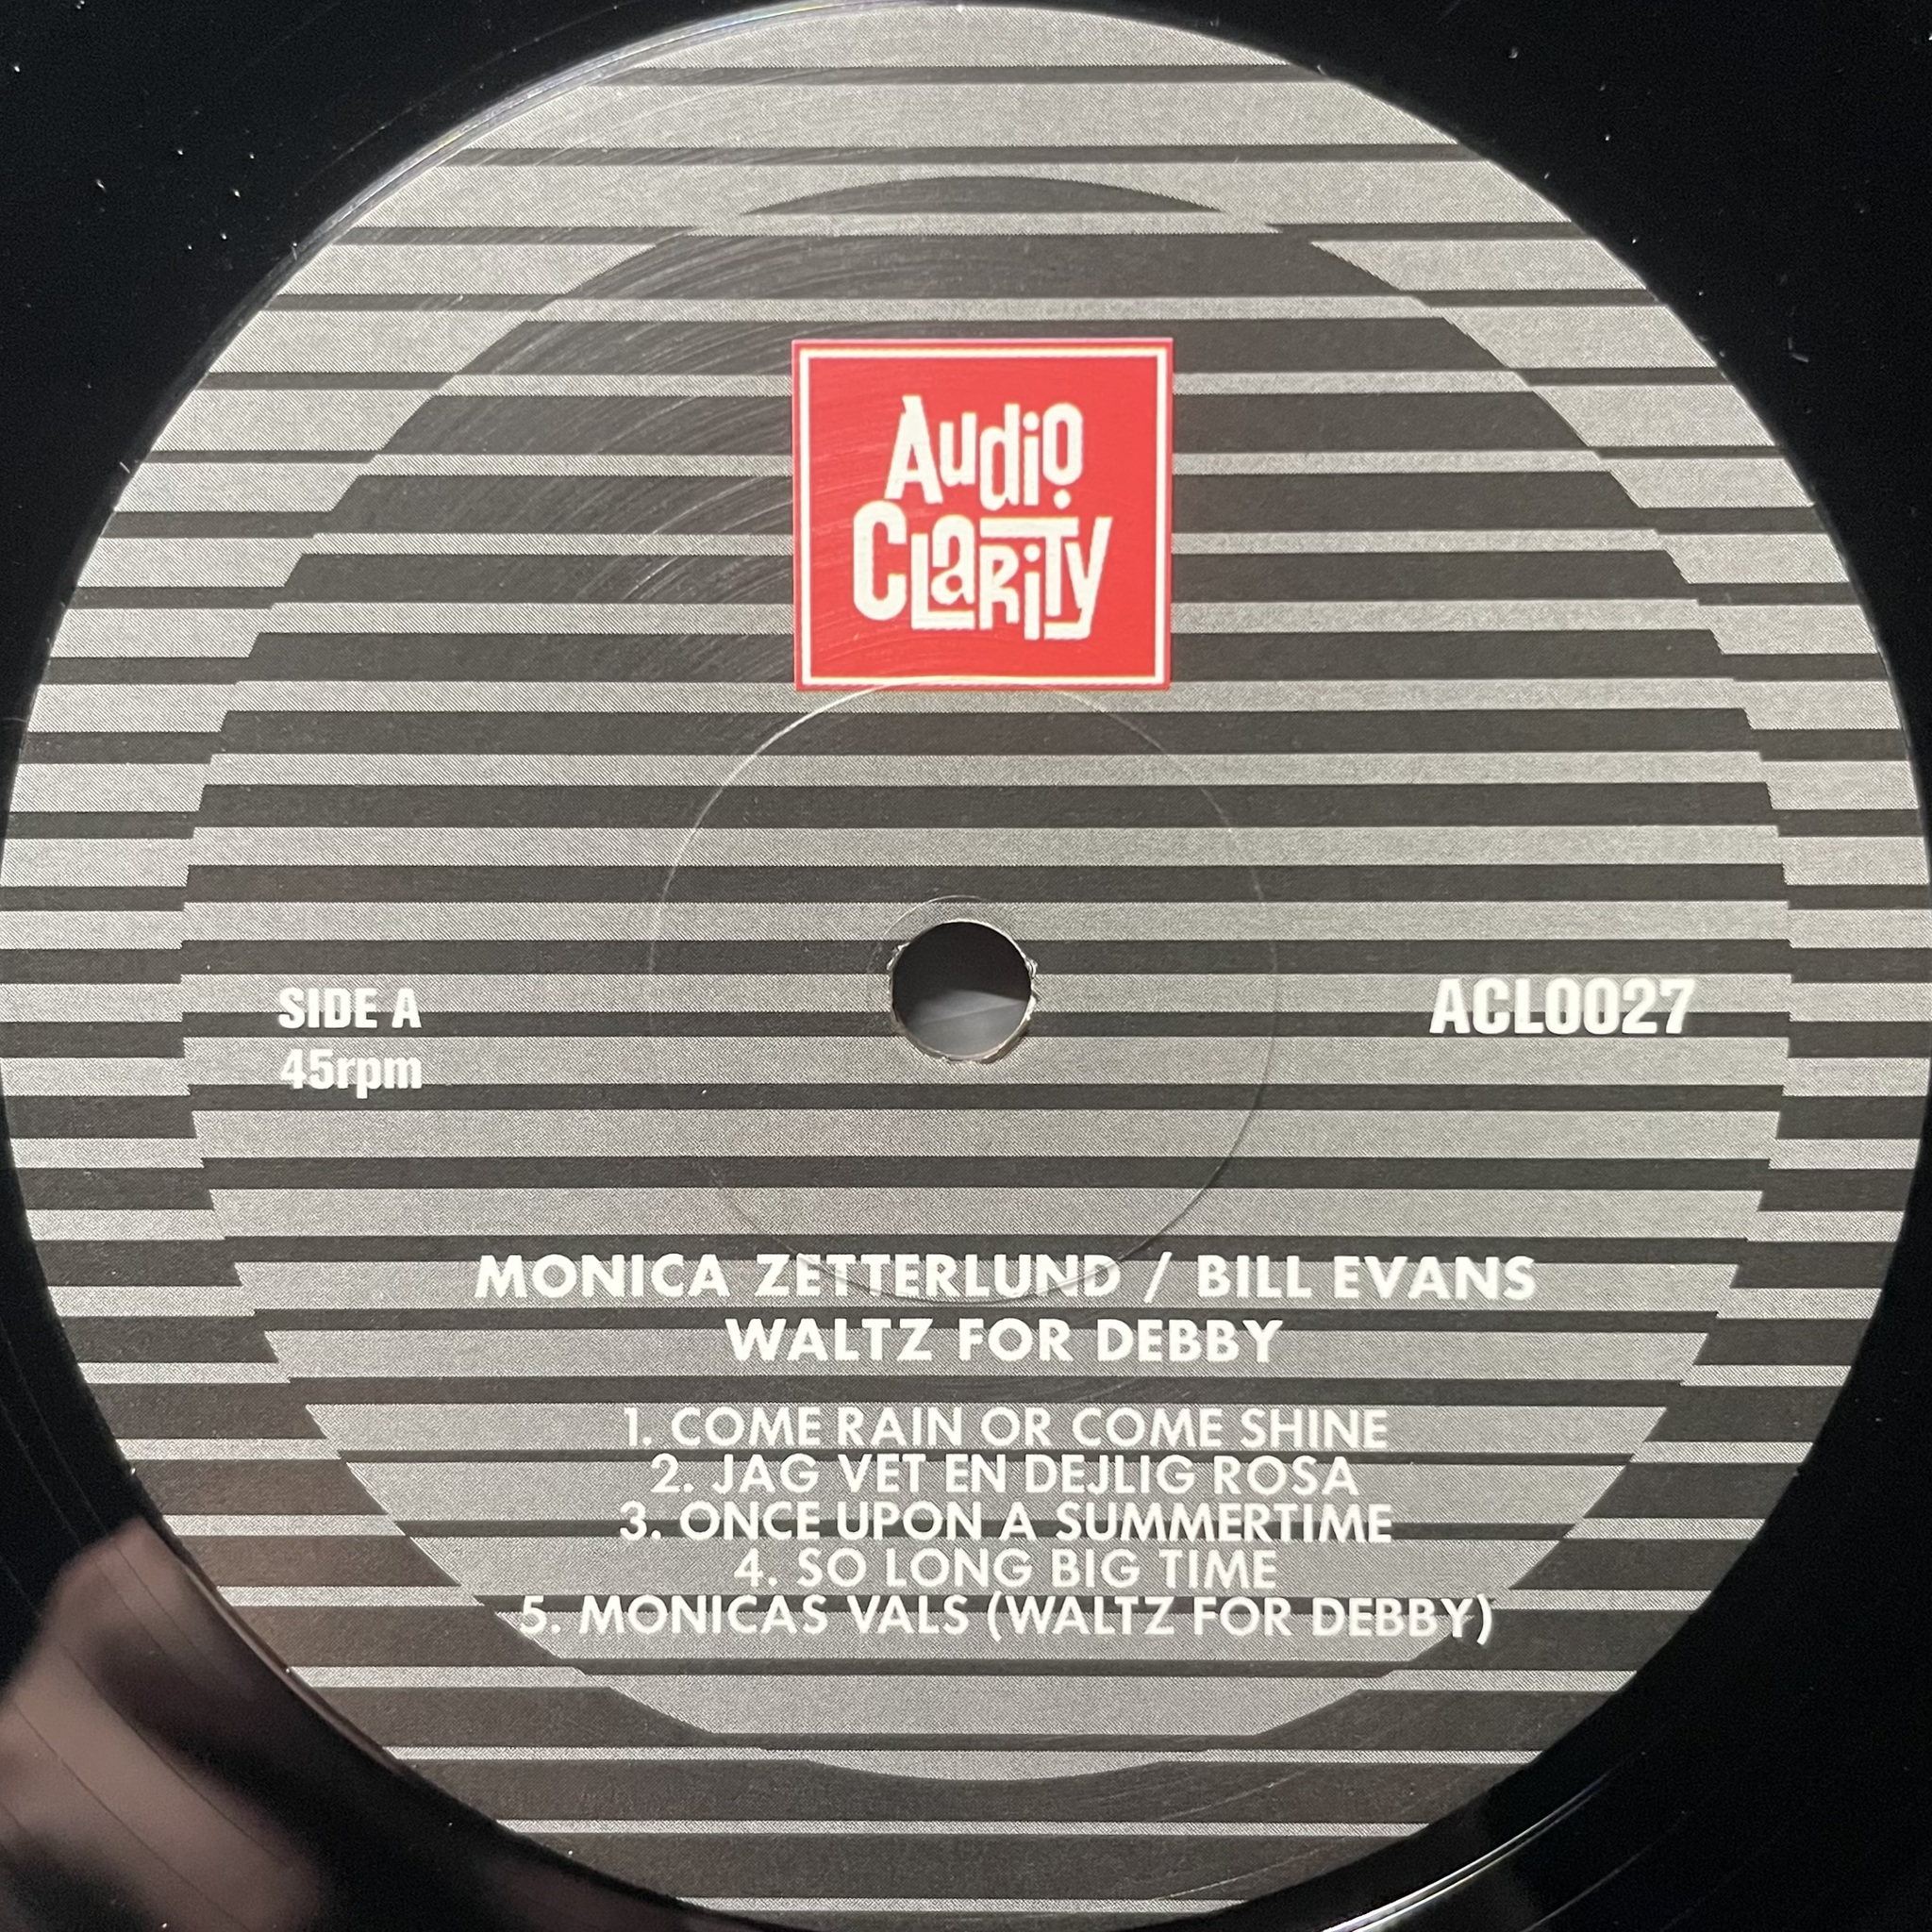 Audio
Clarity
SIDE A
45rpm
ACL0027
MONICA ZETTERLUND / BILL EVANS
WALTZ FOR DEBBY
1. COME RAIN OR COME SHINE
2. JAG VET EN DEJLIG ROSA
3. ONCE UPON A SUMMERTIME
4. SO LONG BIG TIME
5. MONICAS VALS (WALTZ FOR DEBBY)